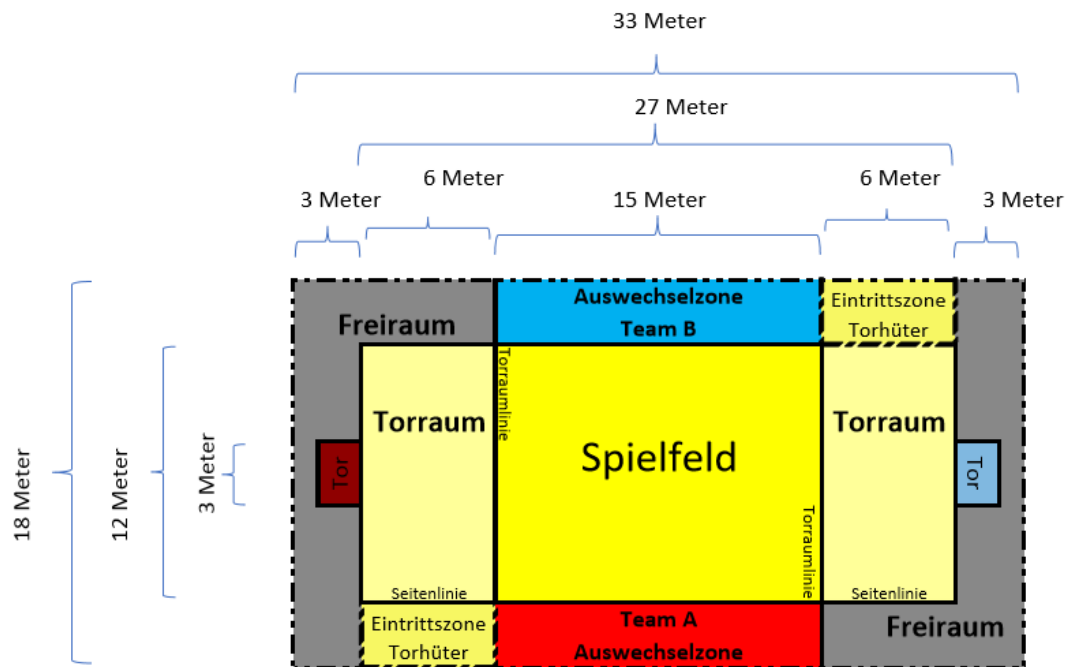 33 Meter
27 Meter
6 Meter
6 Meter
3 Meter
15 Meter
3 Meter
Auswechselzone
Team B
Eintrittszone
Torhüter
Freiraum
Torraumlinie
Torraum
Torraum
Spielfeld
Tor
Tor
3 Meter
12 Meter
18 Meter
Torraumlinie
Seitenlinie
Seitenlinie
Eintrittszone
Torhüter
Team A
Auswechselzone
Freiraum